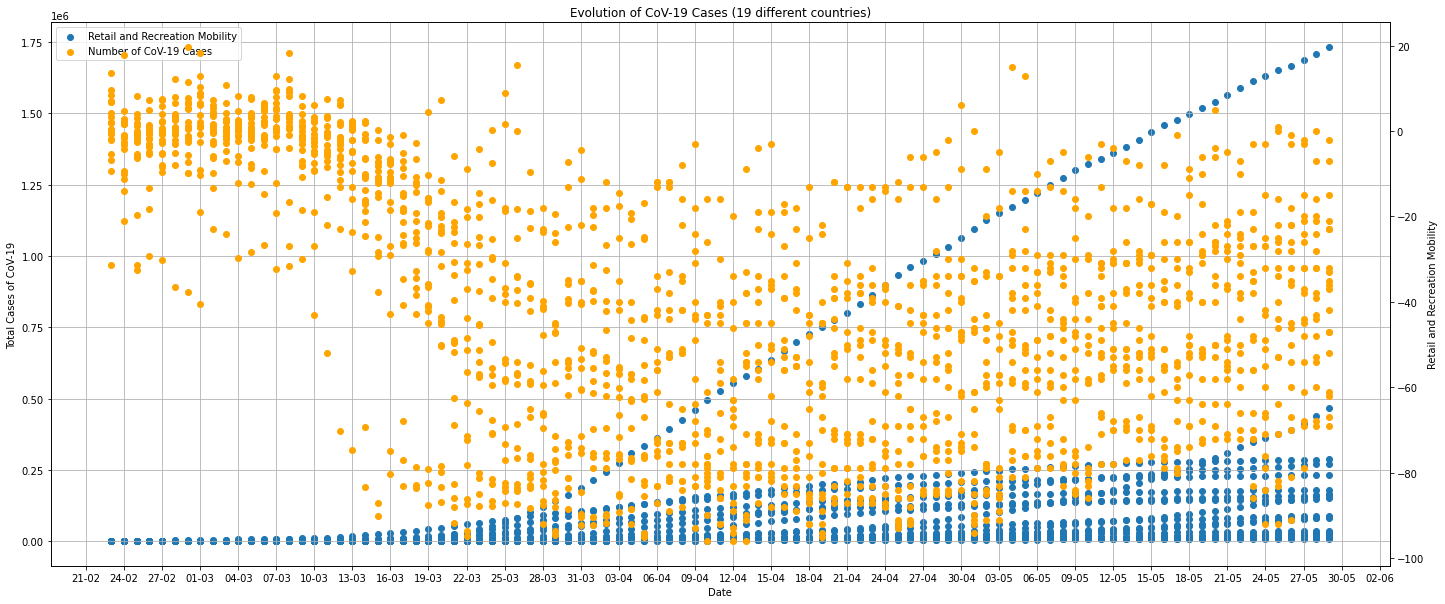 Evolution of CoV-19 Cases (19 different countries)
1e6
Retail and Recreation Mobility
Number of CoV-19 Cases
1.75
1.50
1.25
1.00
0.75
0.50
0.25
0.00
Total Cases of CoV-19
20
0
−20
−40
−60
−80
−100
Retail and Recreation Mobility
21-02 24-02 27-02 01-03 04-03 07-03 10-03 13-03 16-03 19-03 22-03 25-03 28-03 31-03 03-04 06-04 09-04 12-04 15-04 18-04 21-04 24-04 27-04 30-04 03-05 06-05 09-05 12-05 15-05 18-05 21-05 24-05 27-05 30-05 02-06
Date